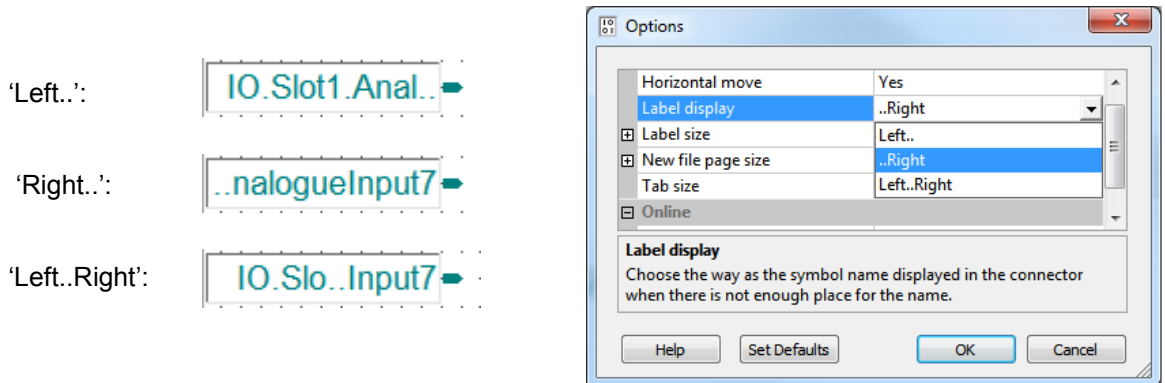 'Left..':
IO.Slot1.Anal..
'Right..':
..nalogueInput7
'Left..Right':
IO.Slo..Input7
Options
X
Horizontal move Yes
Label display ..Right
Label size Left..
New file page size ..Right
Tab size Left..Right
Online
Label display
Choose the way as the symbol name displayed in the connector
when there is not enough place for the name.
Help Set Defaults OK Cancel